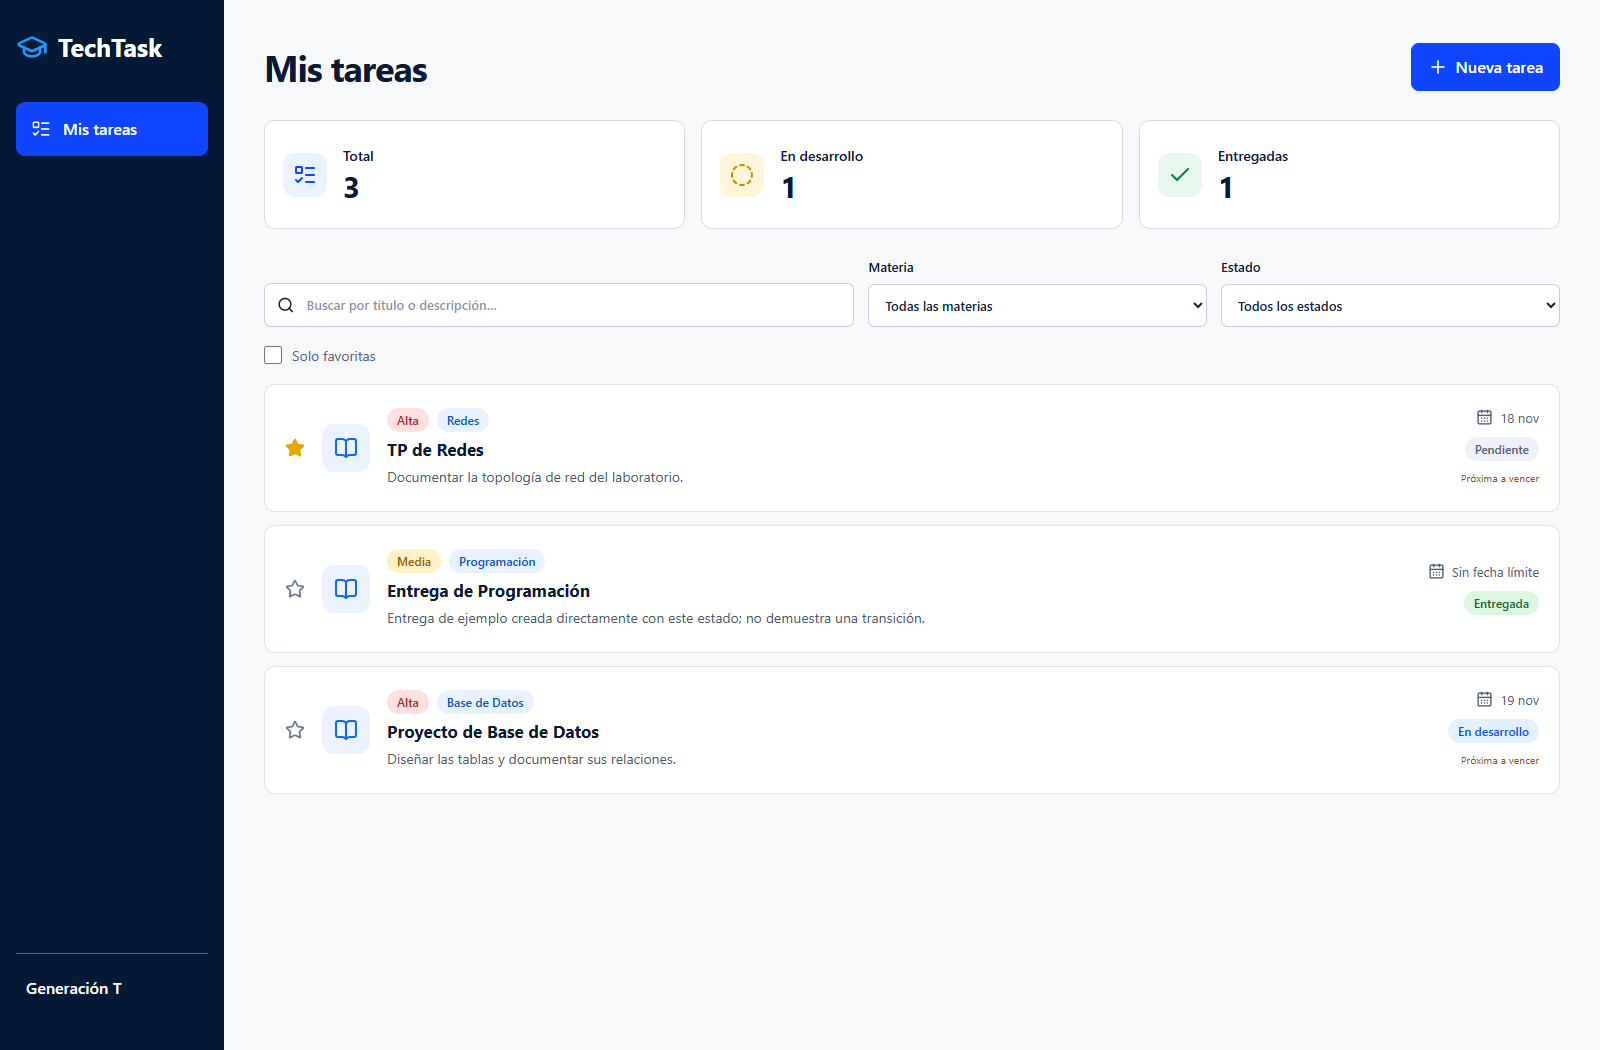 TechTask
Mis tareas
Generación T
Mis tareas
Nueva tarea
Total
3
En desarrollo
1
Entregadas
1
Buscar por título o descripción...
Materia
Todas las materias
Estado
Todos los estados
Solo favoritas
Alta
Redes
TP de Redes
Documentar la topología de red del laboratorio.
18 nov
Pendiente
Próxima a vencer
Media
Programación
Entrega de Programación
Entrega de ejemplo creada directamente con este estado; no demuestra una transición.
Sin fecha límite
Entregada
Alta
Base de Datos
Proyecto de Base de Datos
Diseñar las tablas y documentar sus relaciones.
19 nov
En desarrollo
Próxima a vencer